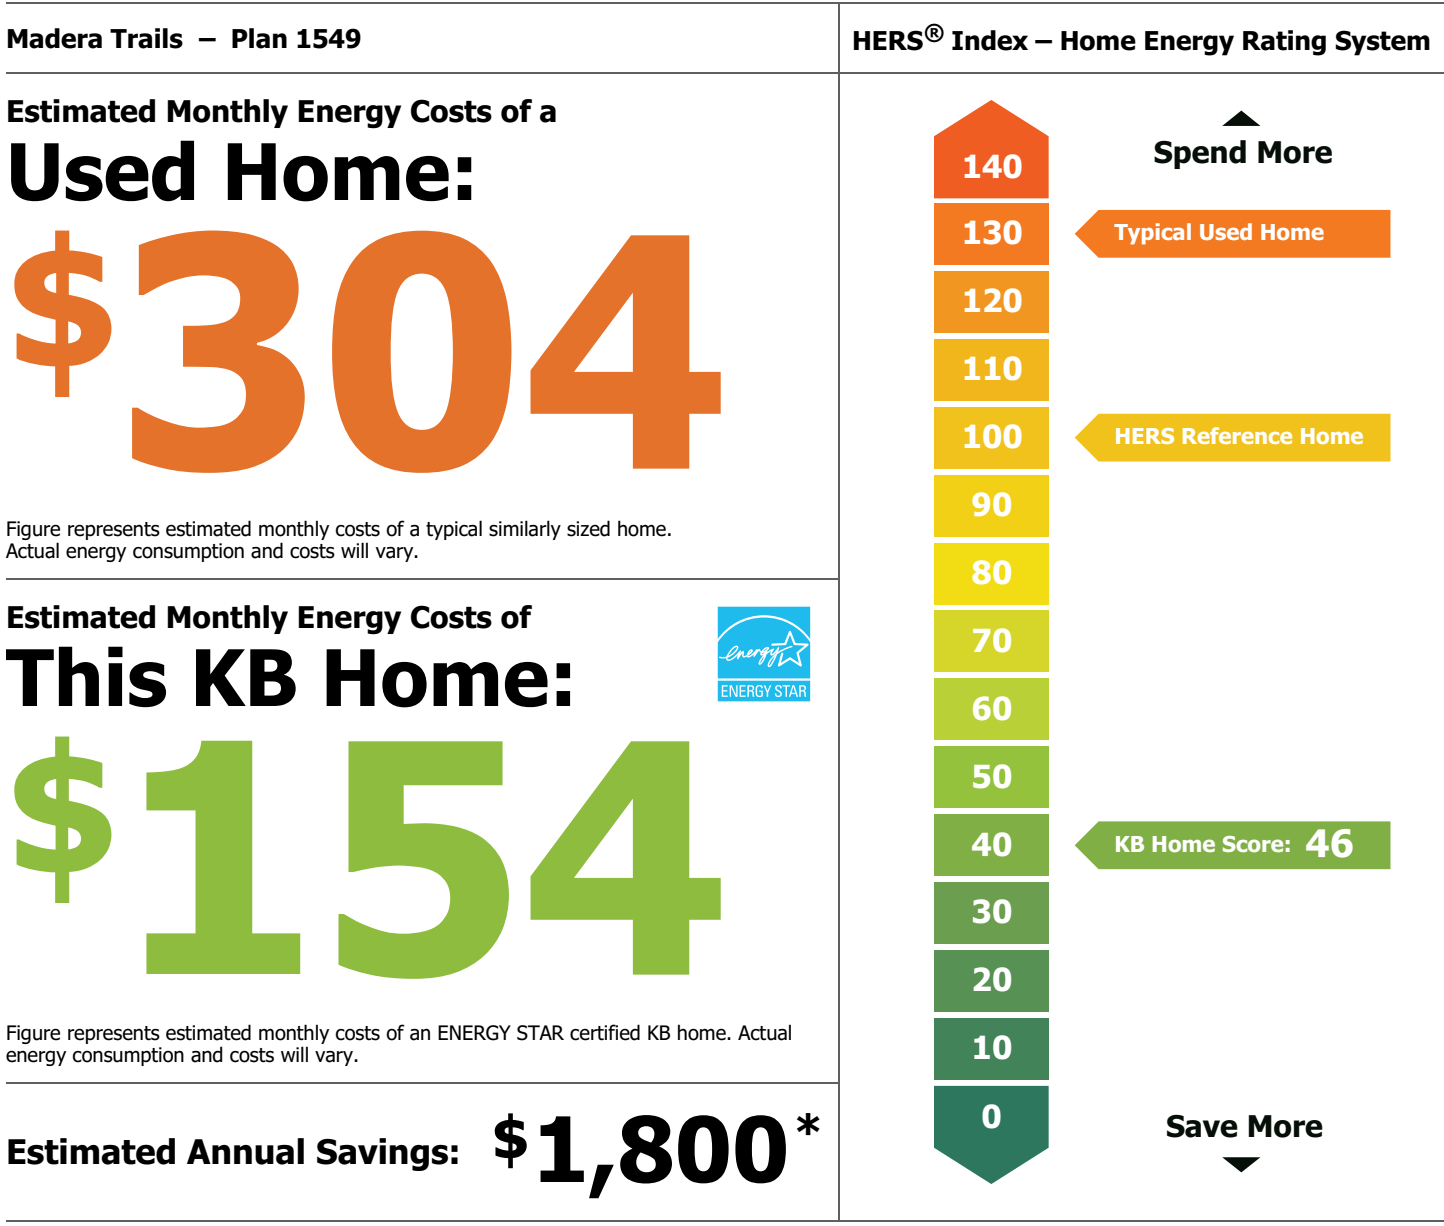 Madera Trails – Plan 1549
HERS® Index – Home Energy Rating System
Estimated Monthly Energy Costs of a
Used Home:
$304
Figure represents estimated monthly costs of a typical similarly sized home.
Actual energy consumption and costs will vary.
Estimated Monthly Energy Costs of
This KB Home:
energy
ENERGY STAR
$154
Figure represents estimated monthly costs of an ENERGY STAR certified KB home. Actual
energy consumption and costs will vary.
Estimated Annual Savings: $1,800*
Spend More
140
130
Typical Used Home
120
110
100
HERS Reference Home
90
80
70
60
50
40
KB Home Score: 46
30
20
10
0
Save More